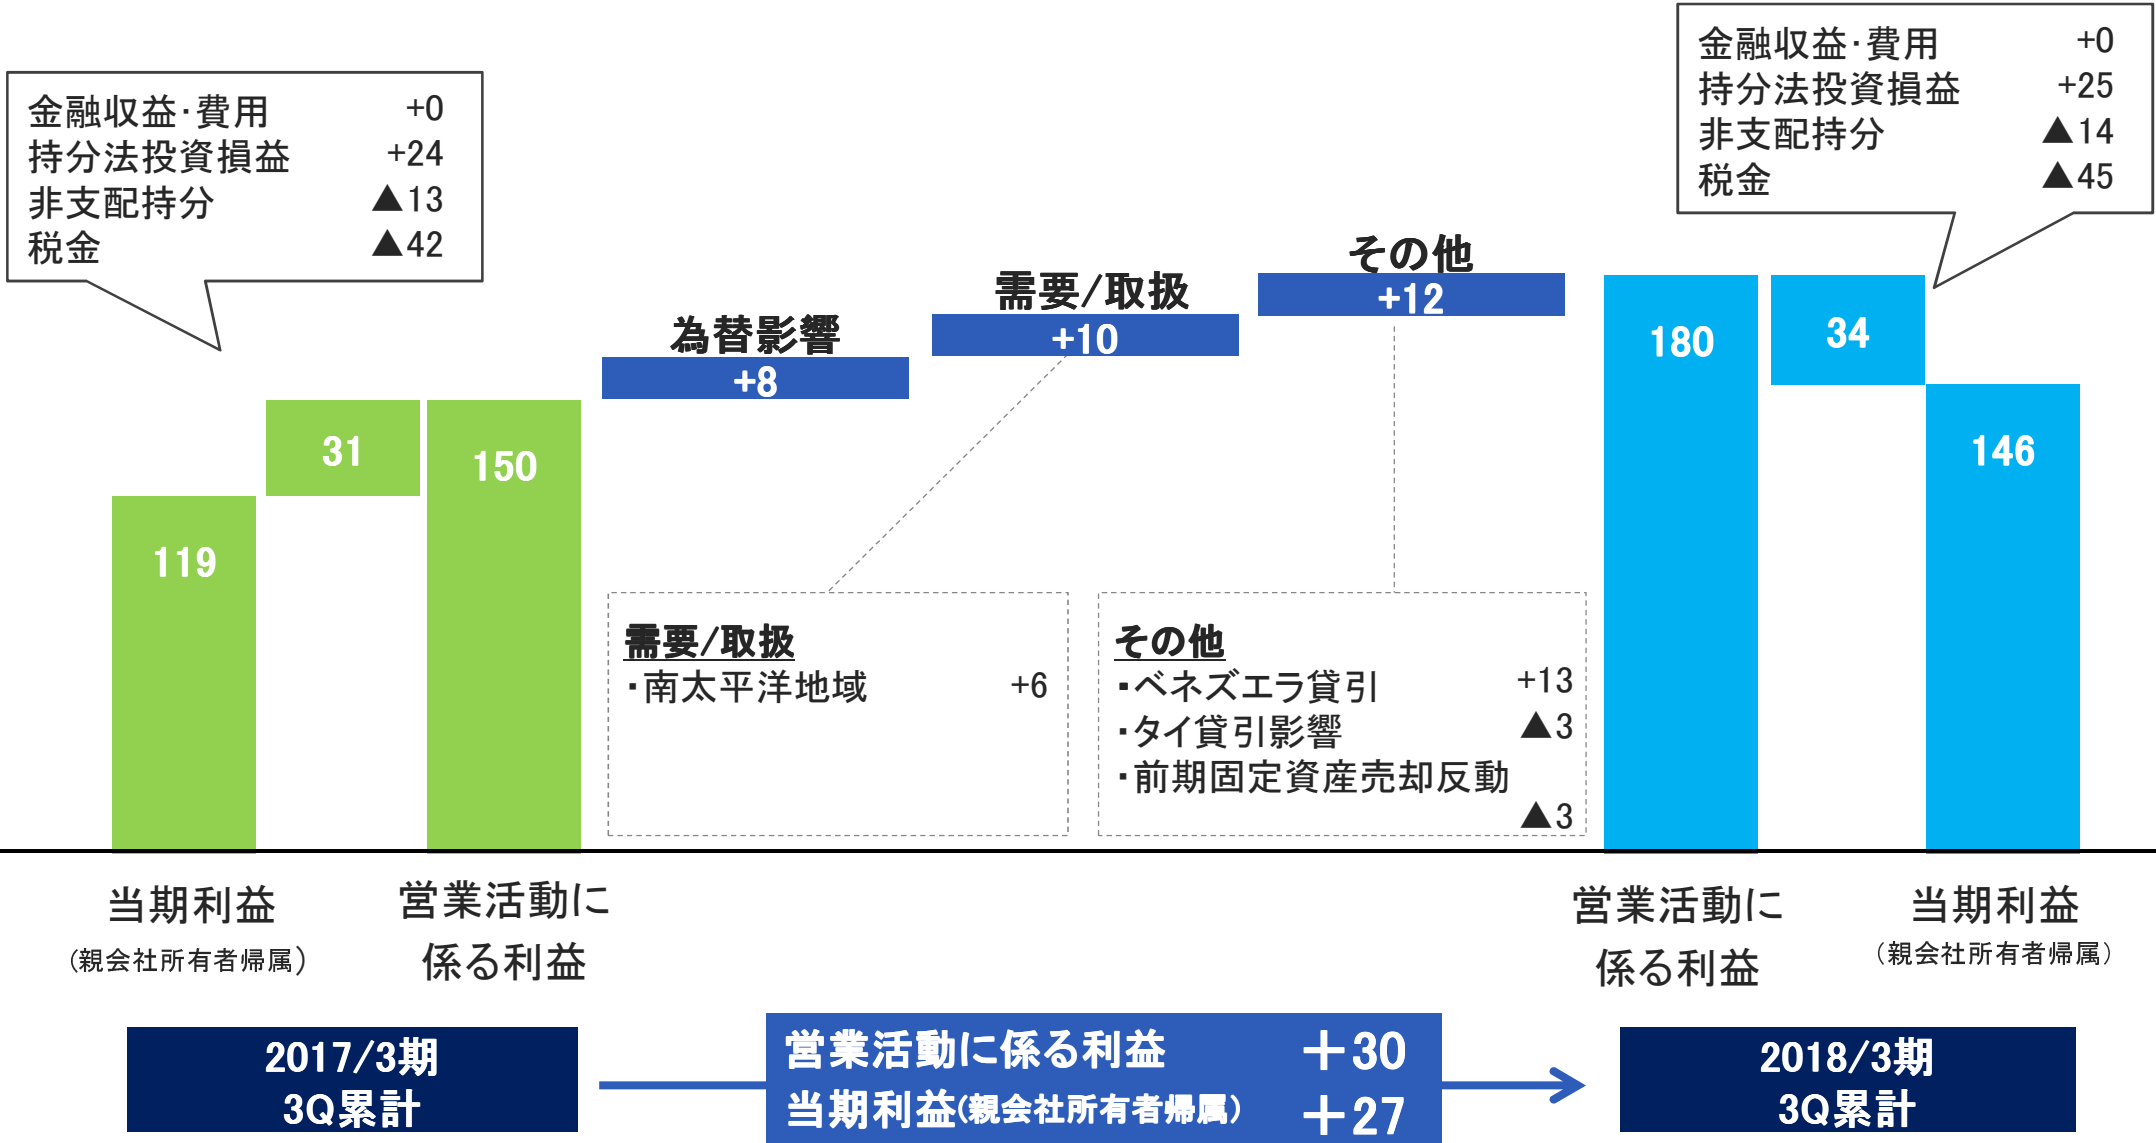 金融収益・費用 +0
持分法投資損益 +24
非支配持分 ▲13
税金 ▲42
金融収益・費用 +0
持分法投資損益 +25
非支配持分 ▲14
税金 ▲45
為替影響
+8
需要/取扱
+10
その他
+12
119
31
150
180
34
146
需要/取扱
・南太平洋地域 +6
その他
・ベネズエラ貸引 +13
・タイ貸引影響 ▲3
・前期固定資産売却反動
▲3
当期利益
(親会社所有者帰属)
営業活動に
係る利益
営業活動に
係る利益
当期利益
(親会社所有者帰属)
2017/3期
3Q累計
営業活動に係る利益 +30
当期利益(親会社所有者帰属) +27
2018/3期
3Q累計